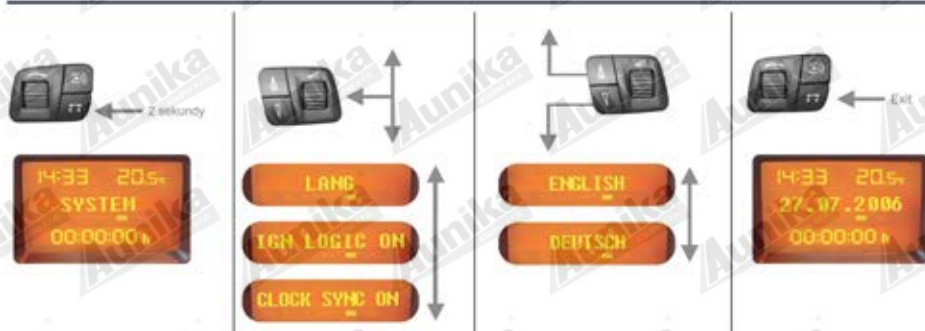 2 sekundy
14:33 20.5
SYSTEM
00:00:00 h
LANG
IGN LOGIC ON
CLOCK SYNC ON
ENGLISH
DEUTSCH
Exit
14:33 20.5
27.07.2006
00:00:00 h
Aunika